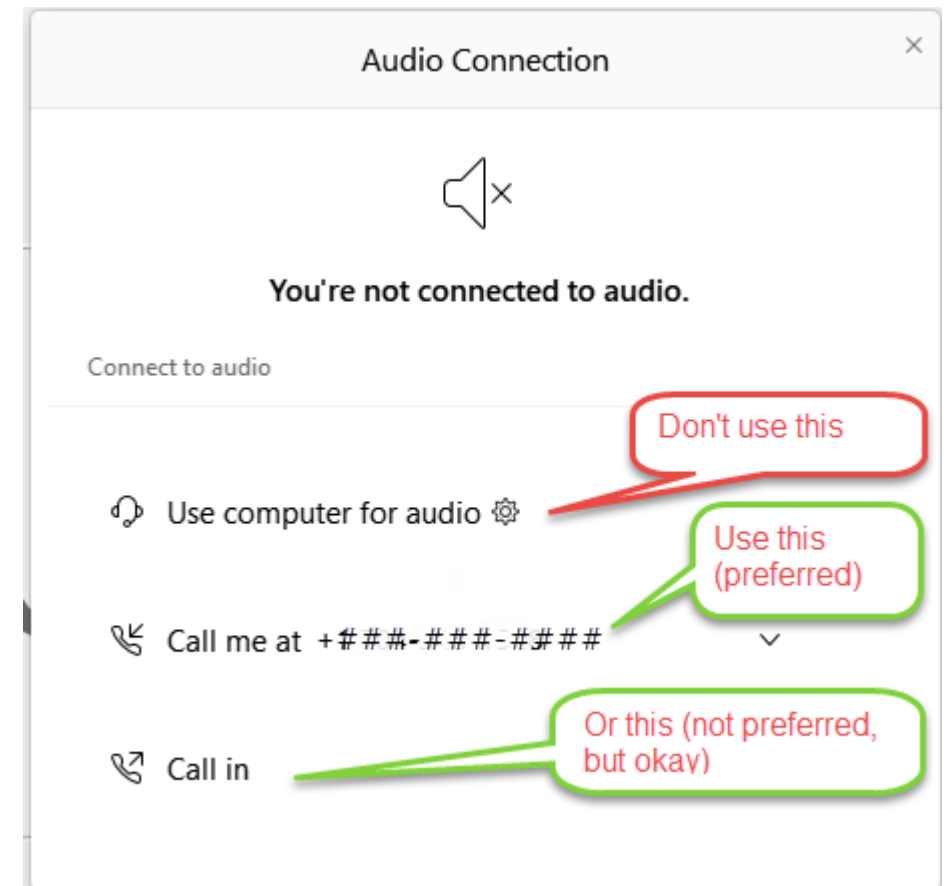 Audio Connection
You're not connected to audio.
Connect to audio
Don't use this
Use computer for audio
Use this
(preferred)
Call me at +###-###-####
Or this (not preferred,
but okay)
Call in